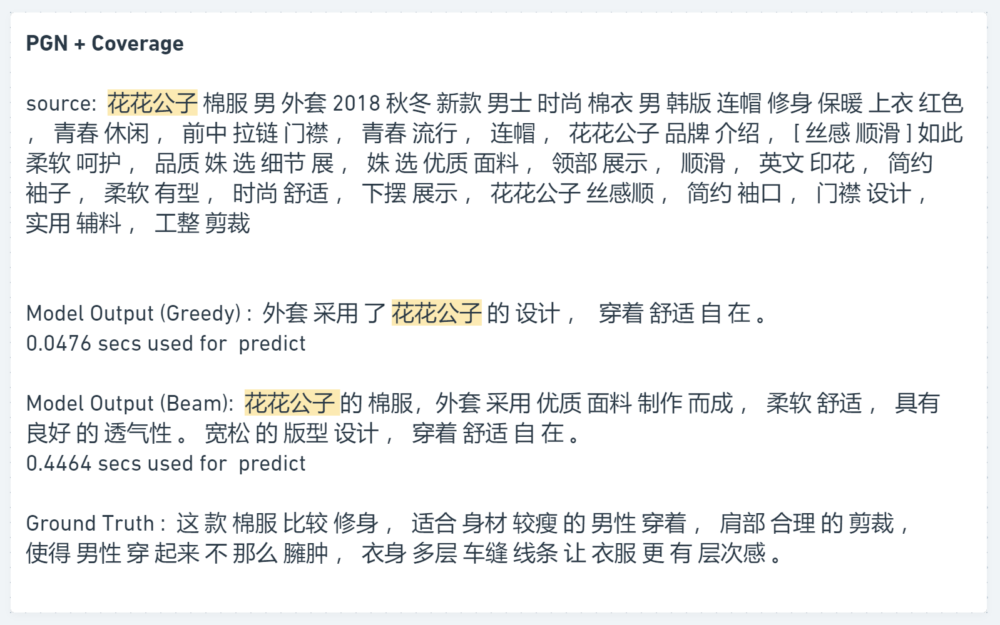 PGN + Coverage
source: 花花公子 棉服 男 外套 2018 秋冬 新款 男士 时尚 棉衣 男 韩版 连帽 修身 保暖 上衣 红色
， 青春 休闲 ， 前中 拉链 门襟 ， 青春 流行 ， 连帽 ， 花花公子 品牌 介绍 ， [ 丝感 顺滑 ] 如此
柔软 呵护 ， 品质 姝 选 细节 展 ， 姝 选 优质 面料 ， 领部 展示 ， 顺滑 ， 英文 印花 ， 简约
袖子 ， 柔软 有型 ， 时尚 舒适 ， 下摆 展示 ， 花花公子 丝感顺 ， 简约 袖口 ， 门襟 设计 ，
实用 辅料 ， 工整 剪裁
Model Output (Greedy) : 外套 采用 了 花花公子 的 设计 ， 穿着 舒适 自 在 。
0.0476 secs used for predict
Model Output (Beam): 花花公子 的 棉服，外套 采用 优质 面料 制作 而成 ， 柔软 舒适 ， 具有
良好 的 透气性 。 宽松 的 版型 设计 ， 穿着 舒适 自 在 。
0.4464 secs used for predict
Ground Truth : 这 款 棉服 比较 修身 ， 适合 身材 较瘦 的 男性 穿着 ， 肩部 合理 的 剪裁 ，
使得 男性 穿 起来 不 那么 臃肿 ， 衣身 多层 车缝 线条 让 衣服 更 有 层次感 。